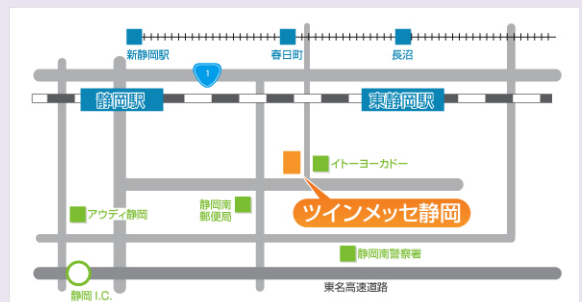 新静岡駅
春日町
長沼
1
静岡駅
東静岡駅
イトーヨーカドー
静岡南
郵便局
アウディ静岡
ツインメッセ静岡
静岡南警察署
東名高速道路
静岡 I.C.